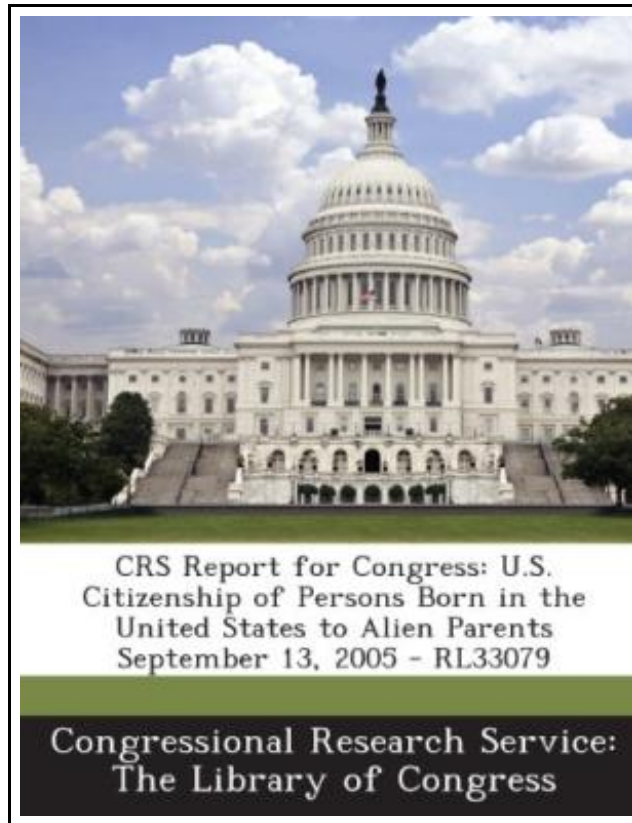 CRS Report for Congress: U.S.
Citizenship of Persons Born in the
United States to Alien Parents
September 13, 2005 - RL33079
Congressional Research Service:
The Library of Congress